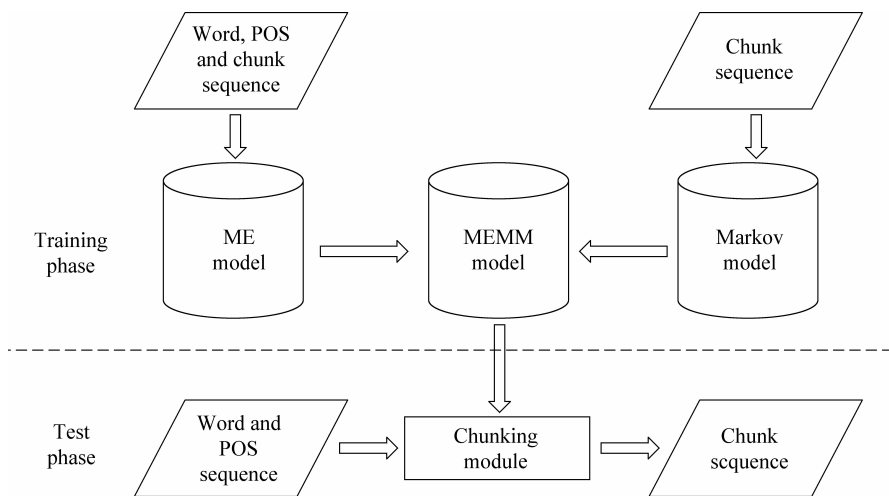 Word, POS
and chunk
sequence
Chunk
sequence
Training
phase
ME
model
MEMM
model
Markov
model
Test
phase
Word and
POS
sequence
Chunking
module
Chunk
scquence